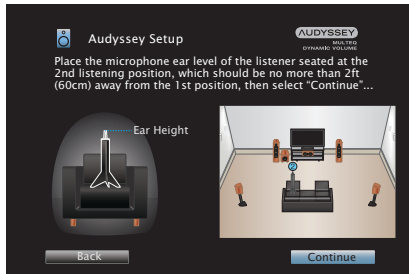 Audyssey Setup
AUDYSSEY
MULTEQ
DYNAMIC VOLUME
Place the microphone ear level of the listener seated at the
2nd listening position, which should be no more than 2ft
(60cm) away from the 1st position, then select “Continue”...
Ear Height
Back
Continue